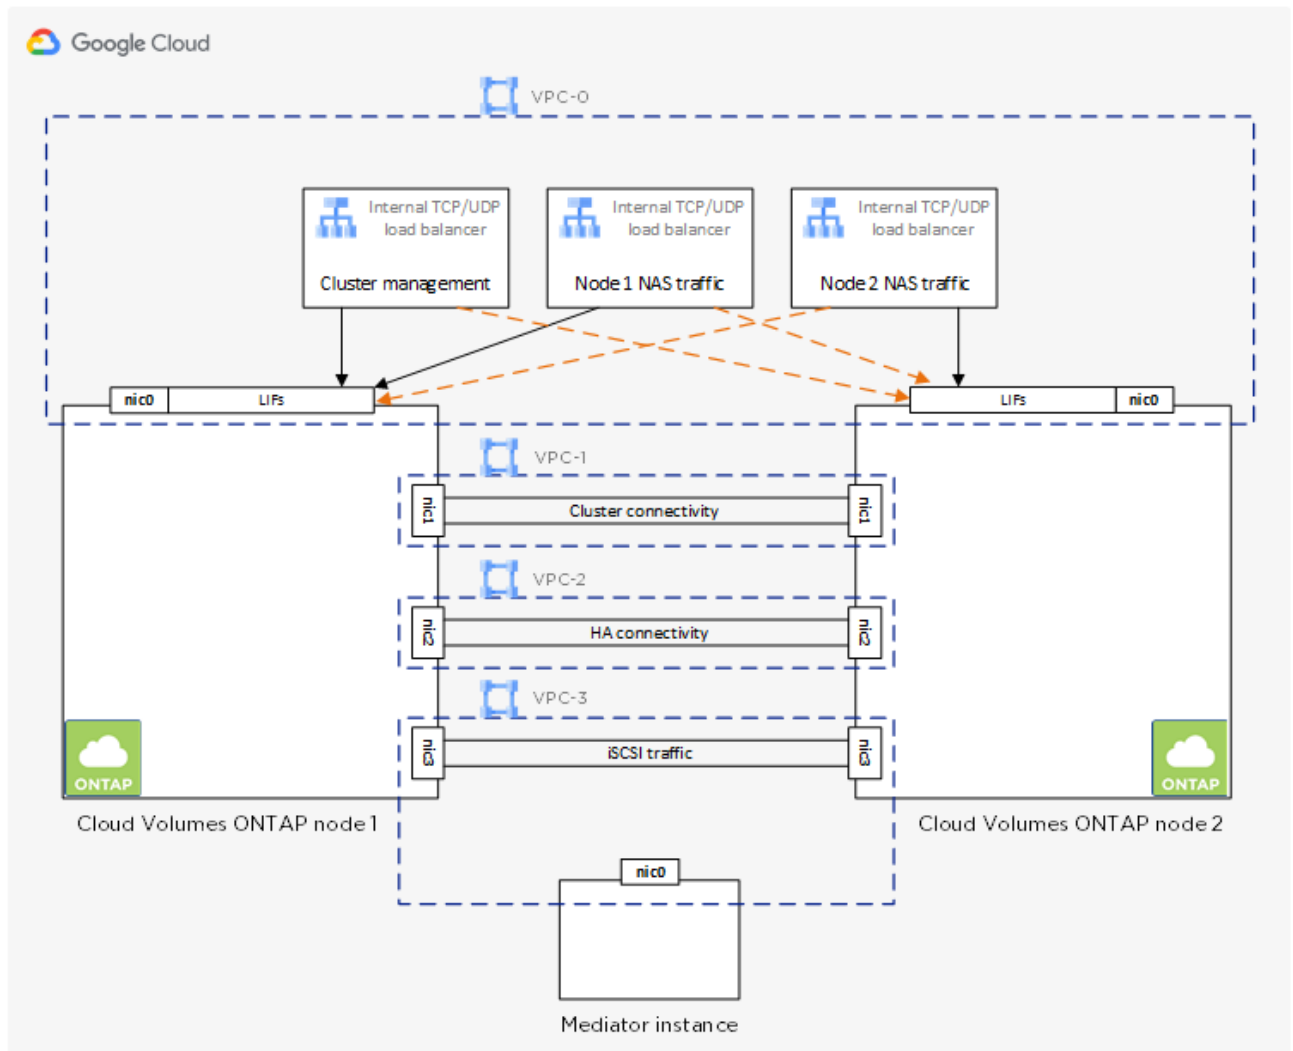 Google Cloud
VPC-0
Internal TCP/UDP
load balancer
Cluster management
Internal TCP/UDP
load balancer
Node 1 NAS traffic
Internal TCP/UDP
load balancer
Node 2 NAS traffic
nic0
LIFs
LIFs
nic0
VPC-1
nic1
Cluster connectivity
nic1
VPC-2
nic2
HA connectivity
nic2
VPC-3
nic3
iSCSI traffic
nic3
ONTAP
ONTAP
Cloud Volumes ONTAP node 1
Cloud Volumes ONTAP node 2
nic0
Mediator instance